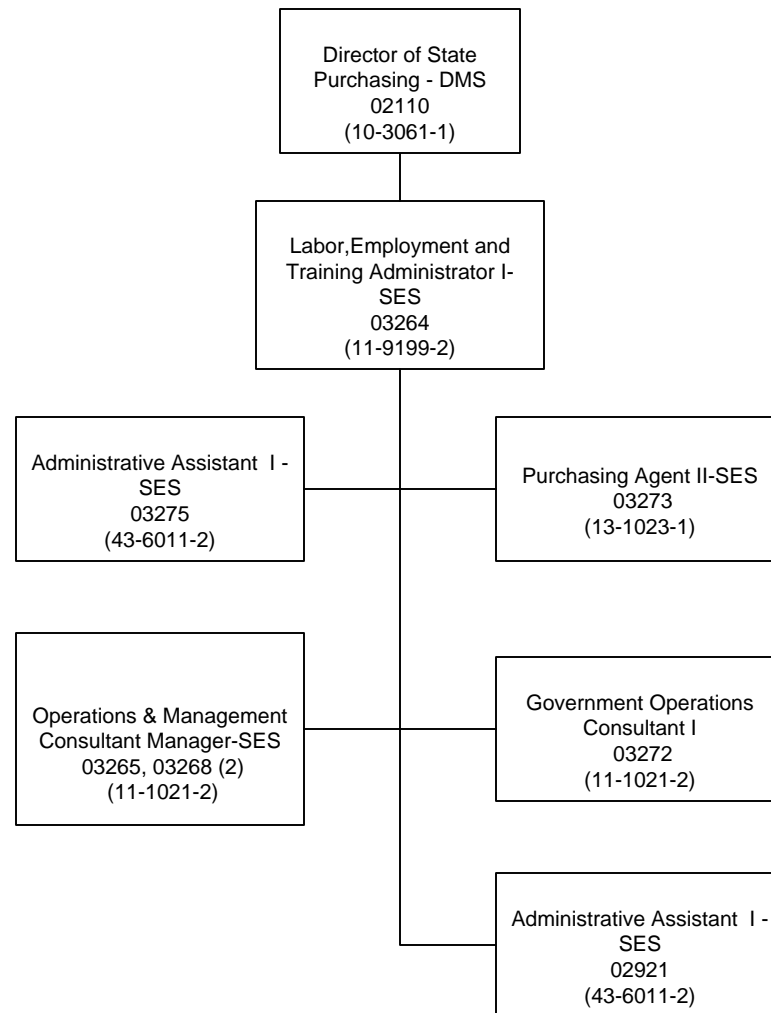 Director of State
Purchasing - DMS
02110
(10-3061-1)
Labor,Employment and
Training Administrator I-
SES
03264
(11-9199-2)
Administrative Assistant I -
SES
03275
(43-6011-2)
Purchasing Agent II-SES
03273
(13-1023-1)
Operations & Management
Consultant Manager-SES
03265, 03268 (2)
(11-1021-2)
Government Operations
Consultant I
03272
(11-1021-2)
Administrative Assistant I -
SES
02921
(43-6011-2)